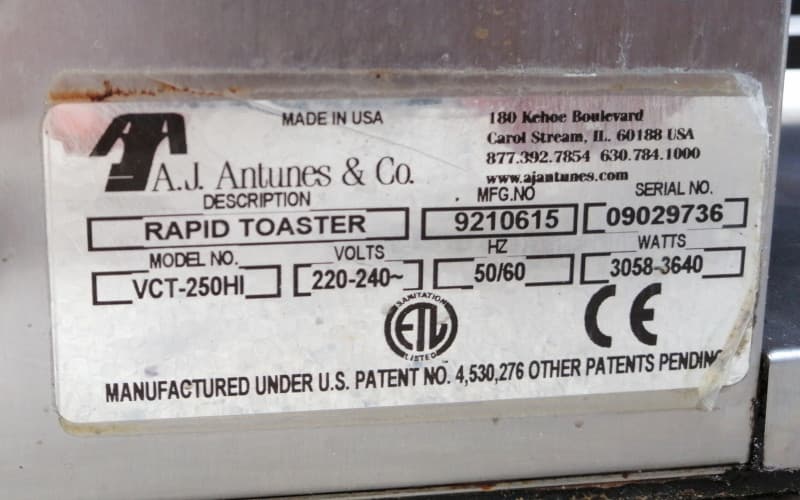 MADE IN USA
180 Kehoe Boulevard
Carol Stream, IL. 60188 USA
877.392.7854 630.784.1000
www.ajantunes.com
AJA
A.J. Antunes & Co.
DESCRIPTION MFG.NO SERIAL NO.
RAPID TOASTER 9210615 09029736
MODEL NO. VOLTS HZ WATTS
VCT-250HI 220-240~ 50/60 3058-3640
SANITATION
ETL
LISTED
CE
MANUFACTURED UNDER U.S. PATENT NO. 4,530,276 OTHER PATENTS PENDING